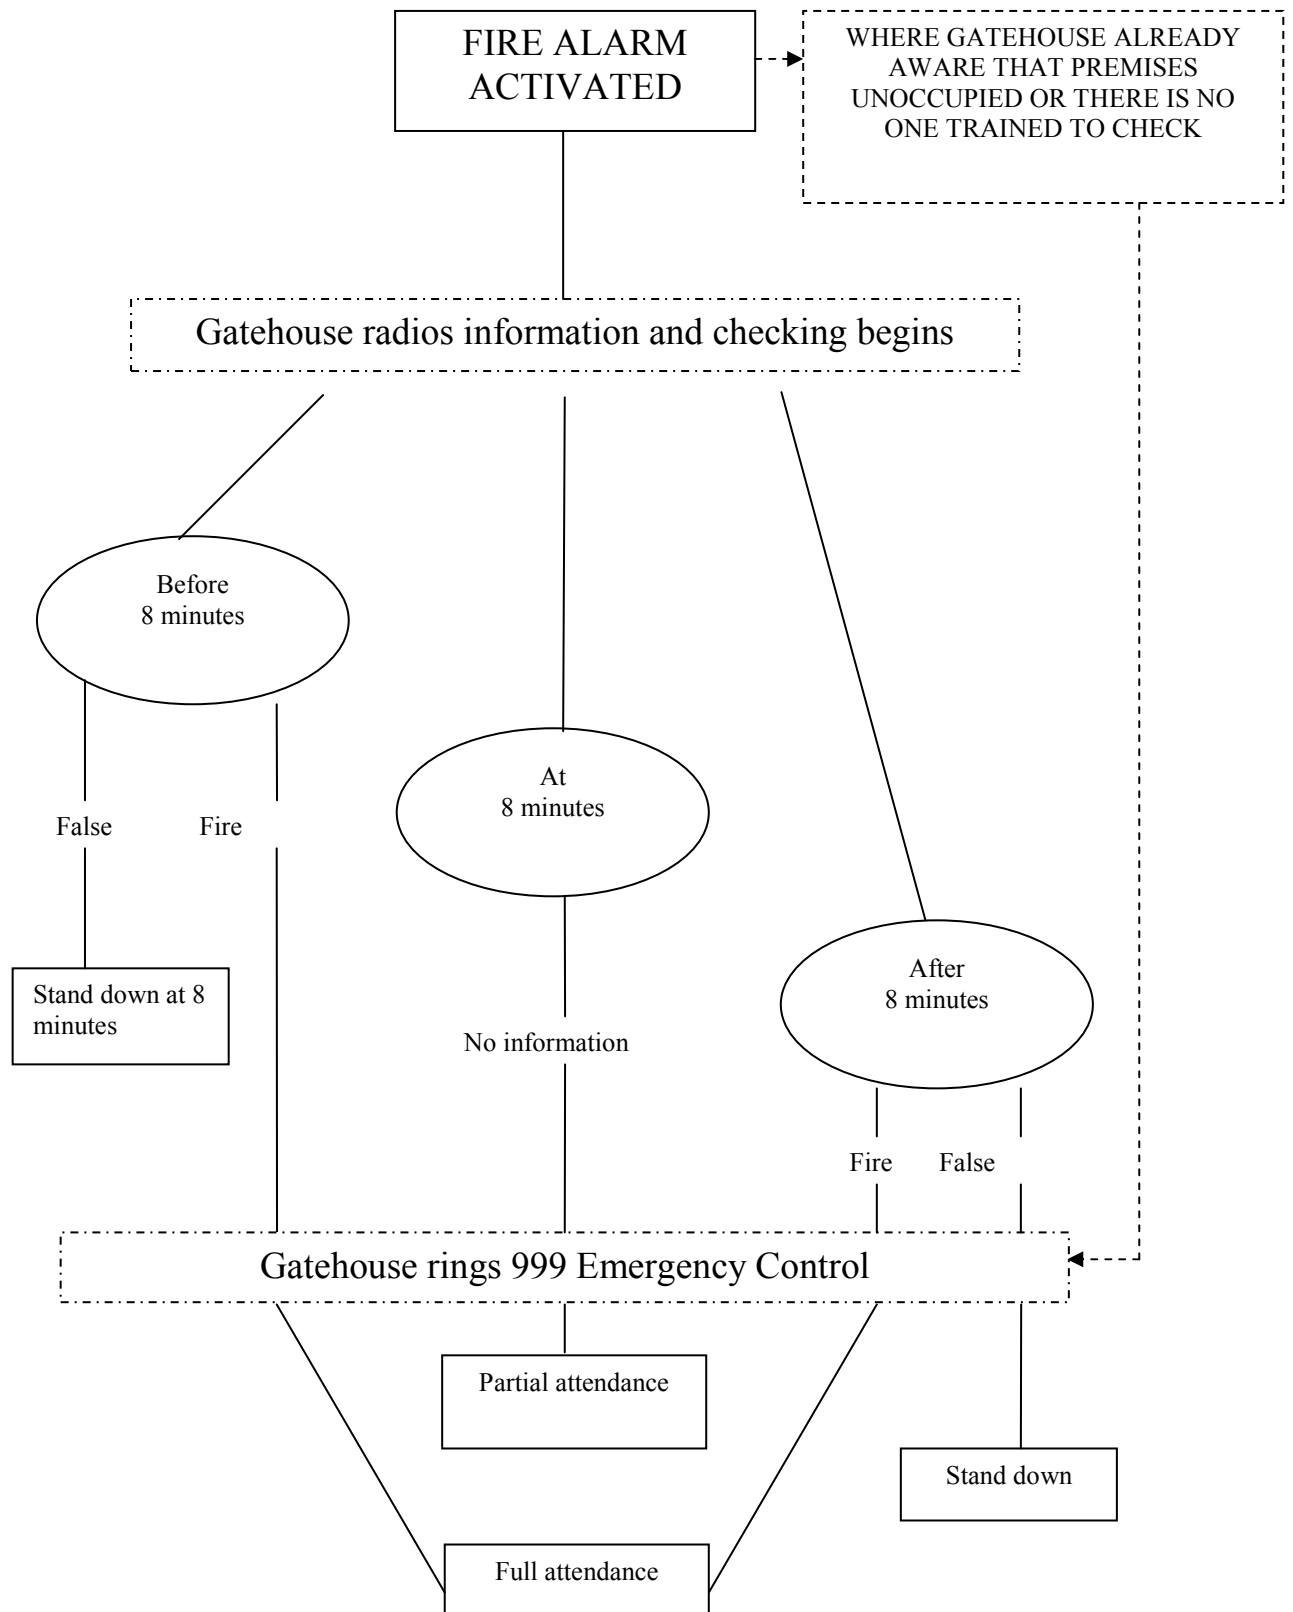 FIRE ALARM
ACTIVATED
WHERE GATEHOUSE ALREADY
AWARE THAT PREMISES
UNOCCUPIED OR THERE IS NO
ONE TRAINED TO CHECK
Gatehouse radios information and checking begins
Before
8 minutes
At
8 minutes
False
Fire
After
8 minutes
Stand down at 8
minutes
No information
Fire
False
Gatehouse rings 999 Emergency Control
Partial attendance
Stand down
Full attendance